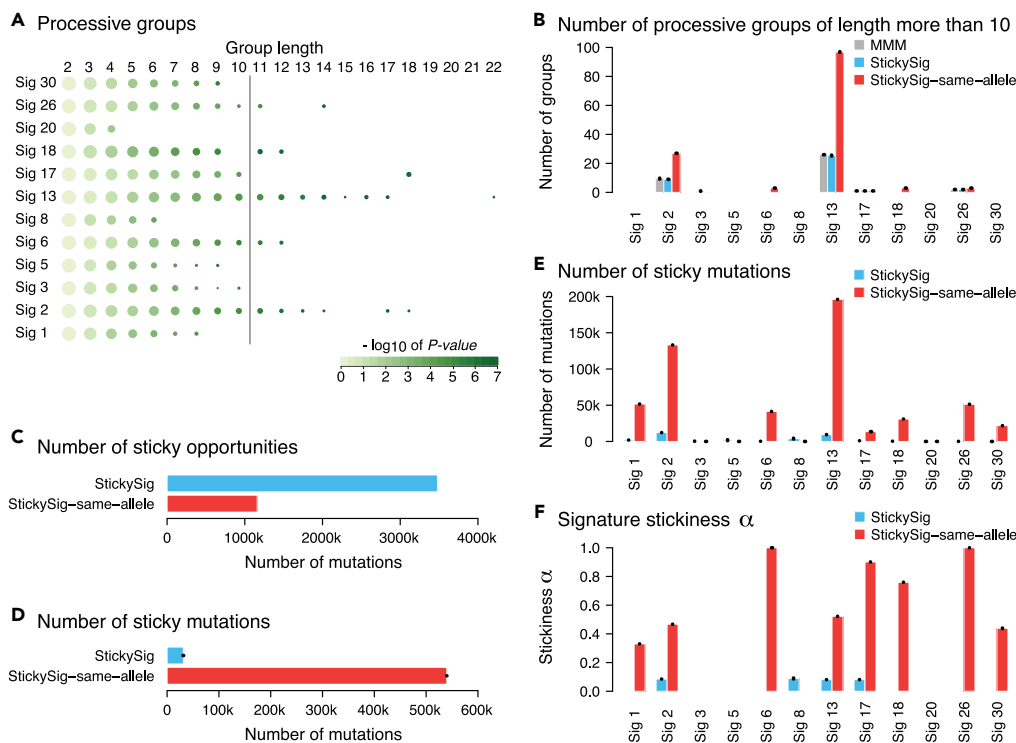 A Processive groups
Group length
2 3 4 5 6 7 8 9 10 11 12 13 14 15 16 17 18 19 20 21 22
Sig 30
Sig 26
Sig 20
Sig 18
Sig 17
Sig 13
Sig 8
Sig 6
Sig 5
Sig 3
Sig 2
Sig 1
- log10 of P-value
0 1 2 3 4 5 6 7
B Number of processive groups of length more than 10
MMM
StickySig
StickySig-same-allele
Number of groups
100
80
60
40
20
0
Sig 1 Sig 2 Sig 3 Sig 5 Sig 6 Sig 8 Sig 13 Sig 17 Sig 18 Sig 20 Sig 26 Sig 30
C Number of sticky opportunities
StickySig
StickySig-same-allele
0 1000k 2000k 3000k 4000k
Number of mutations
D Number of sticky mutations
StickySig
StickySig-same-allele
0 100k 200k 300k 400k 500k 600k
Number of mutations
E Number of sticky mutations
StickySig
StickySig-same-allele
Number of mutations
200k
150k
100k
50k
0
Sig 1 Sig 2 Sig 3 Sig 5 Sig 6 Sig 8 Sig 13 Sig 17 Sig 18 Sig 20 Sig 26 Sig 30
F Signature stickiness α
StickySig
StickySig-same-allele
Stickiness α
1.0
0.8
0.6
0.4
0.2
0.0
Sig 1 Sig 2 Sig 3 Sig 5 Sig 6 Sig 8 Sig 13 Sig 17 Sig 18 Sig 20 Sig 26 Sig 30